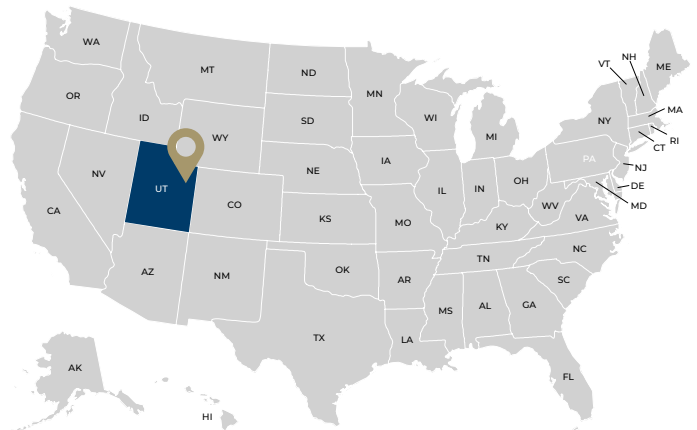 WA
MT
ND
MN
VT
NH
ME
OR
ID
WY
SD
WI
MI
NY
MA
RI
CT
NV
UT
NE
IA
IL
IN
OH
PA
NJ
DE
MD
CA
CO
KS
MO
KY
WV
VA
AZ
NM
OK
AR
TN
NC
SC
TX
LA
MS
AL
GA
FL
AK
HI